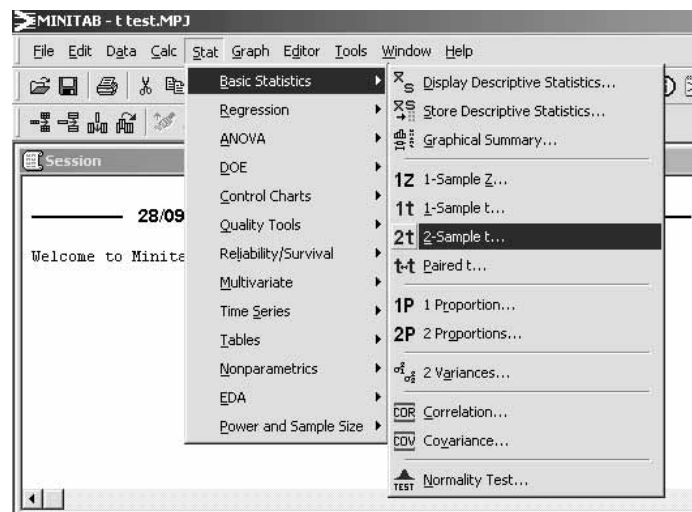 MINITAB - t test.MPJ
File Edit Data Calc Stat Graph Editor Tools Window Help
Session
28/09
Welcome to Minita
Basic Statistics
Regression
ANOVA
DOE
Control Charts
Quality Tools
Reliability/Survival
Multivariate
Time Series
Tables
Nonparametrics
EDA
Power and Sample Size
Display Descriptive Statistics...
Store Descriptive Statistics...
Graphical Summary...
1Z 1-Sample Z...
1t 1-Sample t...
2t 2-Sample t...
t-t Paired t...
1P 1 Proportion...
2P 2 Proportions...
2 Variances...
COR Correlation...
COV Covariance...
TEST Normality Test...